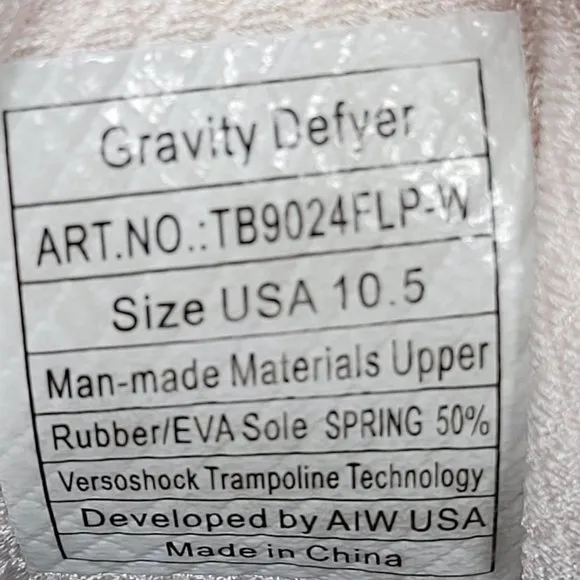 Gravity Defyer
ART.NO.:TB9024FLP-W
Size USA 10.5
Man-made Materials Upper
Rubber/EVA Sole SPRING 50%
Versoshock Trampoline Technology
Developed by AIW USA
Made in China